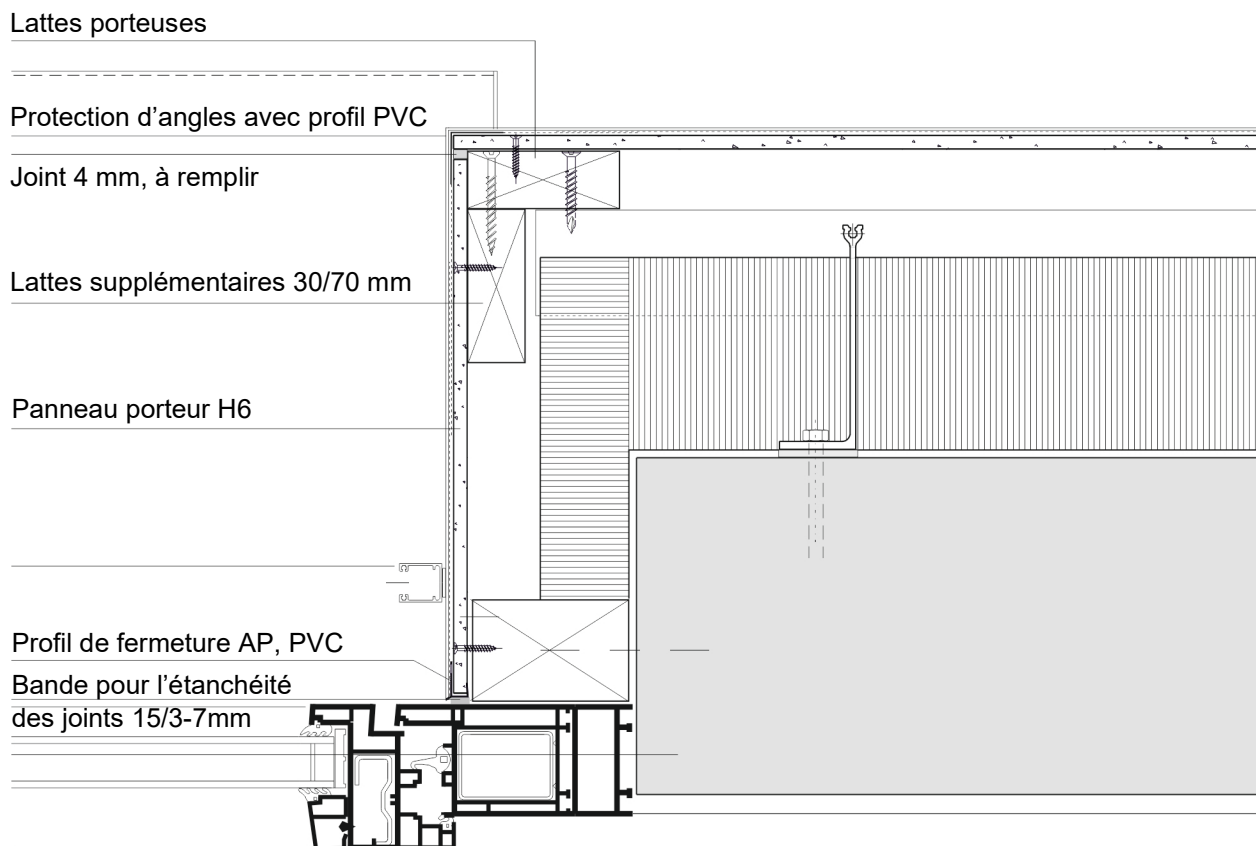 Lattes porteuses
Protection d’angles avec profil PVC
Joint 4 mm, à remplir
Lattes supplémentaires 30/70 mm
Panneau porteur H6
Profil de fermeture AP, PVC
Bande pour l’étanchéité
des joints 15/3-7mm